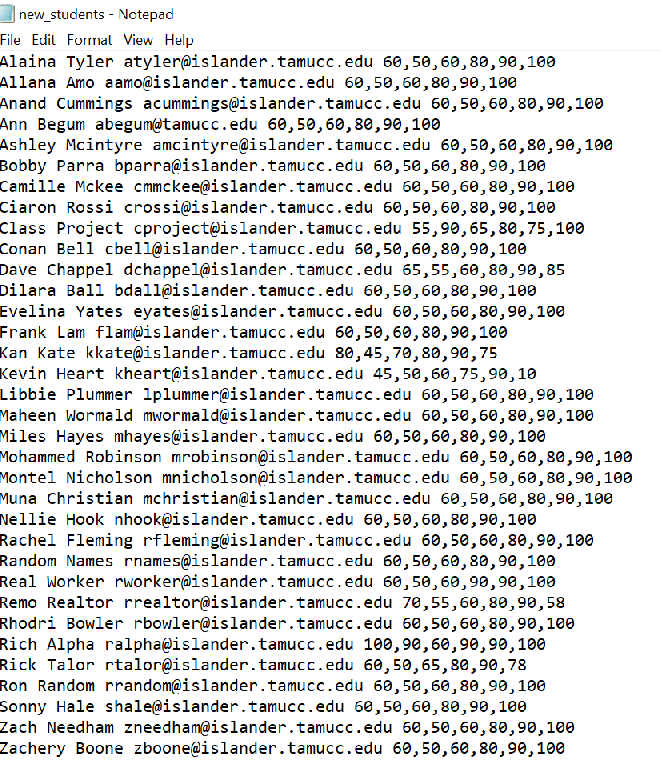 new_students - Notepad
File Edit Format View Help
Alaina Tyler atyler@islander.tamucc.edu 60,50,60,80,90,100
Allana Amo aamo@islander.tamucc.edu 60,50,60,80,90,100
Anand Cummings acummings@islander.tamucc.edu 60,50,60,80,90,100
Ann Begum abegum@tamucc.edu 60,50,60,80,90,100
Ashley Mcintyre amcintyre@islander.tamucc.edu 60,50,60,80,90,100
Bobby Parra bparra@islander.tamucc.edu 60,50,60,80,90,100
Camille Mckee cmmckee@islander.tamucc.edu 60,50,60,80,90,100
Ciaron Rossi crossi@islander.tamucc.edu 60,50,60,80,90,100
Class Project cproject@islander.tamucc.edu 55,90,65,80,75,100
Conan Bell cbell@islander.tamucc.edu 60,50,60,80,90,100
Dave Chappel dchappel@islander.tamucc.edu 65,55,60,80,90,85
Dilara Ball bdall@islander.tamucc.edu 60,50,60,80,90,100
Evelina Yates eyates@islander.tamucc.edu 60,50,60,80,90,100
Frank Lam flam@islander.tamucc.edu 60,50,60,80,90,100
Kan Kate kkate@islander.tamucc.edu 80,45,70,80,90,75
Kevin Heart kheart@islander.tamucc.edu 45,50,60,75,90,10
Libbie Plummer lplummer@islander.tamucc.edu 60,50,60,80,90,100
Maheen Wormald mwormald@islander.tamucc.edu 60,50,60,80,90,100
Miles Hayes mhayes@islander.tamucc.edu 60,50,60,80,90,100
Mohammed Robinson mrobinson@islander.tamucc.edu 60,50,60,80,90,100
Montel Nicholson mnicholson@islander.tamucc.edu 60,50,60,80,90,100
Muna Christian mchristian@islander.tamucc.edu 60,50,60,80,90,100
Nellie Hook nhook@islander.tamucc.edu 60,50,60,80,90,100
Rachel Fleming rfleming@islander.tamucc.edu 60,50,60,80,90,100
Random Names rnames@islander.tamucc.edu 60,50,60,80,90,100
Real Worker rworker@islander.tamucc.edu 60,50,60,90,90,100
Remo Realtor rrealtor@islander.tamucc.edu 70,55,60,80,90,58
Rhodri Bowler rbowler@islander.tamucc.edu 60,50,60,80,90,100
Rich Alpha ralpha@islander.tamucc.edu 100,90,60,90,90,100
Rick Talor rtalor@islander.tamucc.edu 60,50,65,80,90,78
Ron Random rrandom@islander.tamucc.edu 60,50,60,80,90,100
Sonny Hale shale@islander.tamucc.edu 60,50,60,80,90,100
Zach Needham zneedham@islander.tamucc.edu 60,50,60,80,90,100
Zachery Boone zboone@islander.tamucc.edu 60,50,60,80,90,100